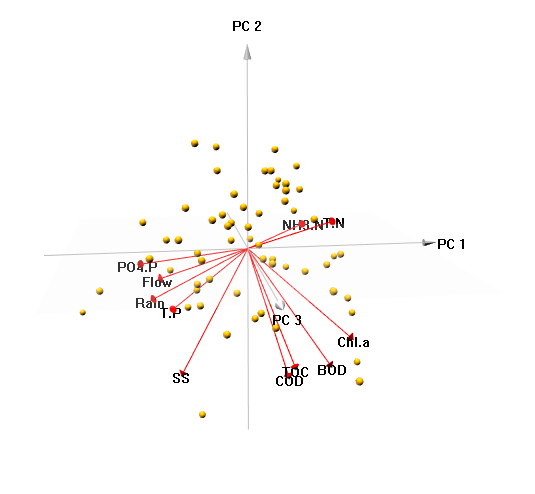 PC 2
NH3.N
T.N
PC 1
PO4.P
Flow
Rain
T.P
PC 3
Chl.a
TOC
BOD
COD
SS